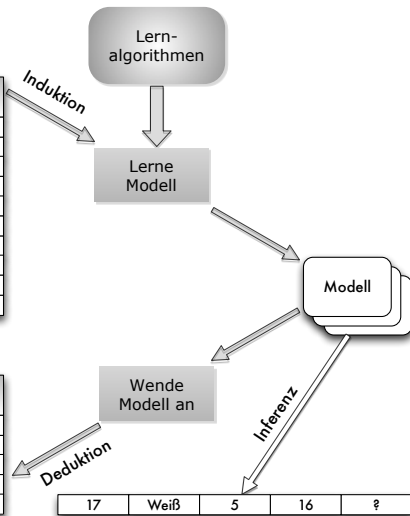 Lern-
algorithmen
Induktion
Lerne
Modell
Modell
Wende
Modell an
Inferenz
Deduktion
17 Weiß 5 16 ?